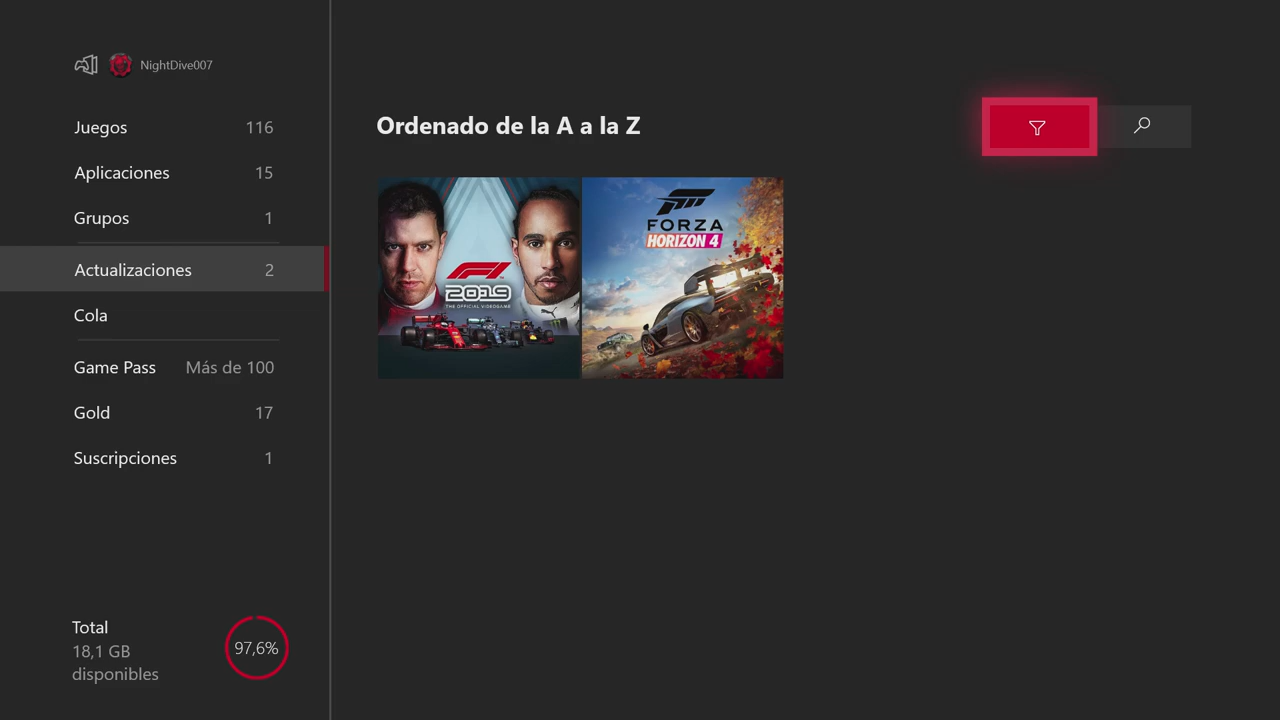 NightDive007
Juegos 116
Aplicaciones 15
Grupos 1
Actualizaciones 2
Cola
Game Pass Más de 100
Gold 17
Suscripciones 1
Total
18,1 GB
disponibles
97,6%
Ordenado de la A a la Z
F1
2019
THE OFFICIAL VIDEOGAME
FORZA
HORIZON 4